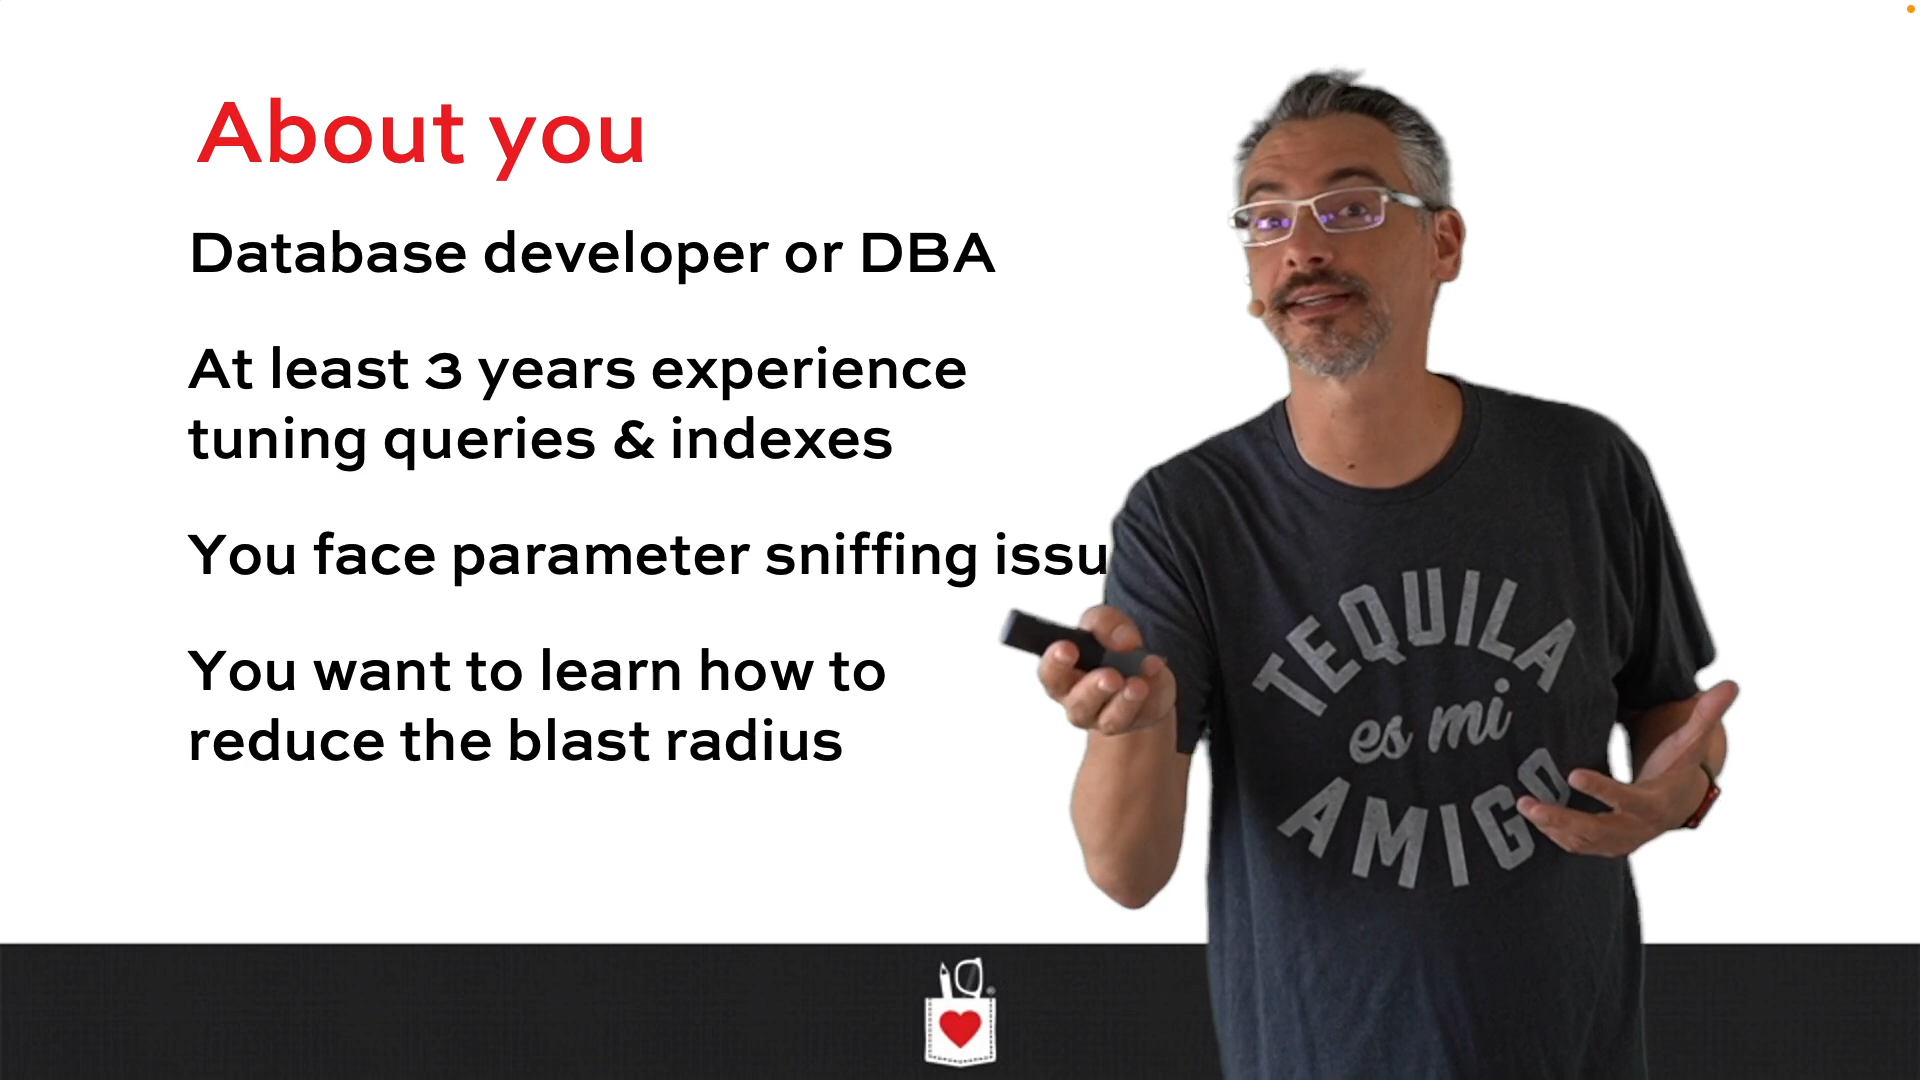 About you
Database developer or DBA
At least 3 years experience
tuning queries & indexes
You face parameter sniffing issu
You want to learn how to
reduce the blast radius
TEQUILA
es mi
AMIGO
®